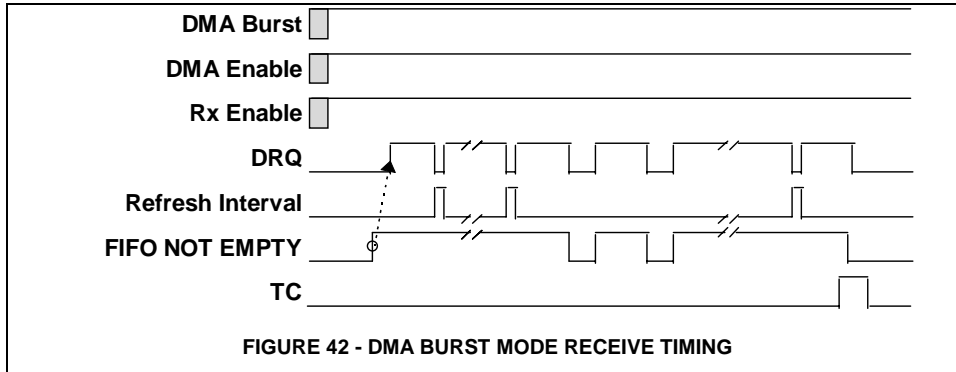 DMA Burst
DMA Enable
Rx Enable
DRQ
Refresh Interval
FIFO NOT EMPTY
TC
FIGURE 42 - DMA BURST MODE RECEIVE TIMING